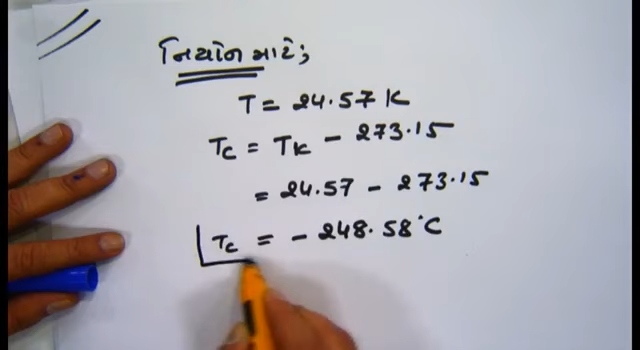 નિયોન માટે;
T = 24.57 K
Tc = TK - 273.15
= 24.57 - 273.15
Tc = - 248.58°C